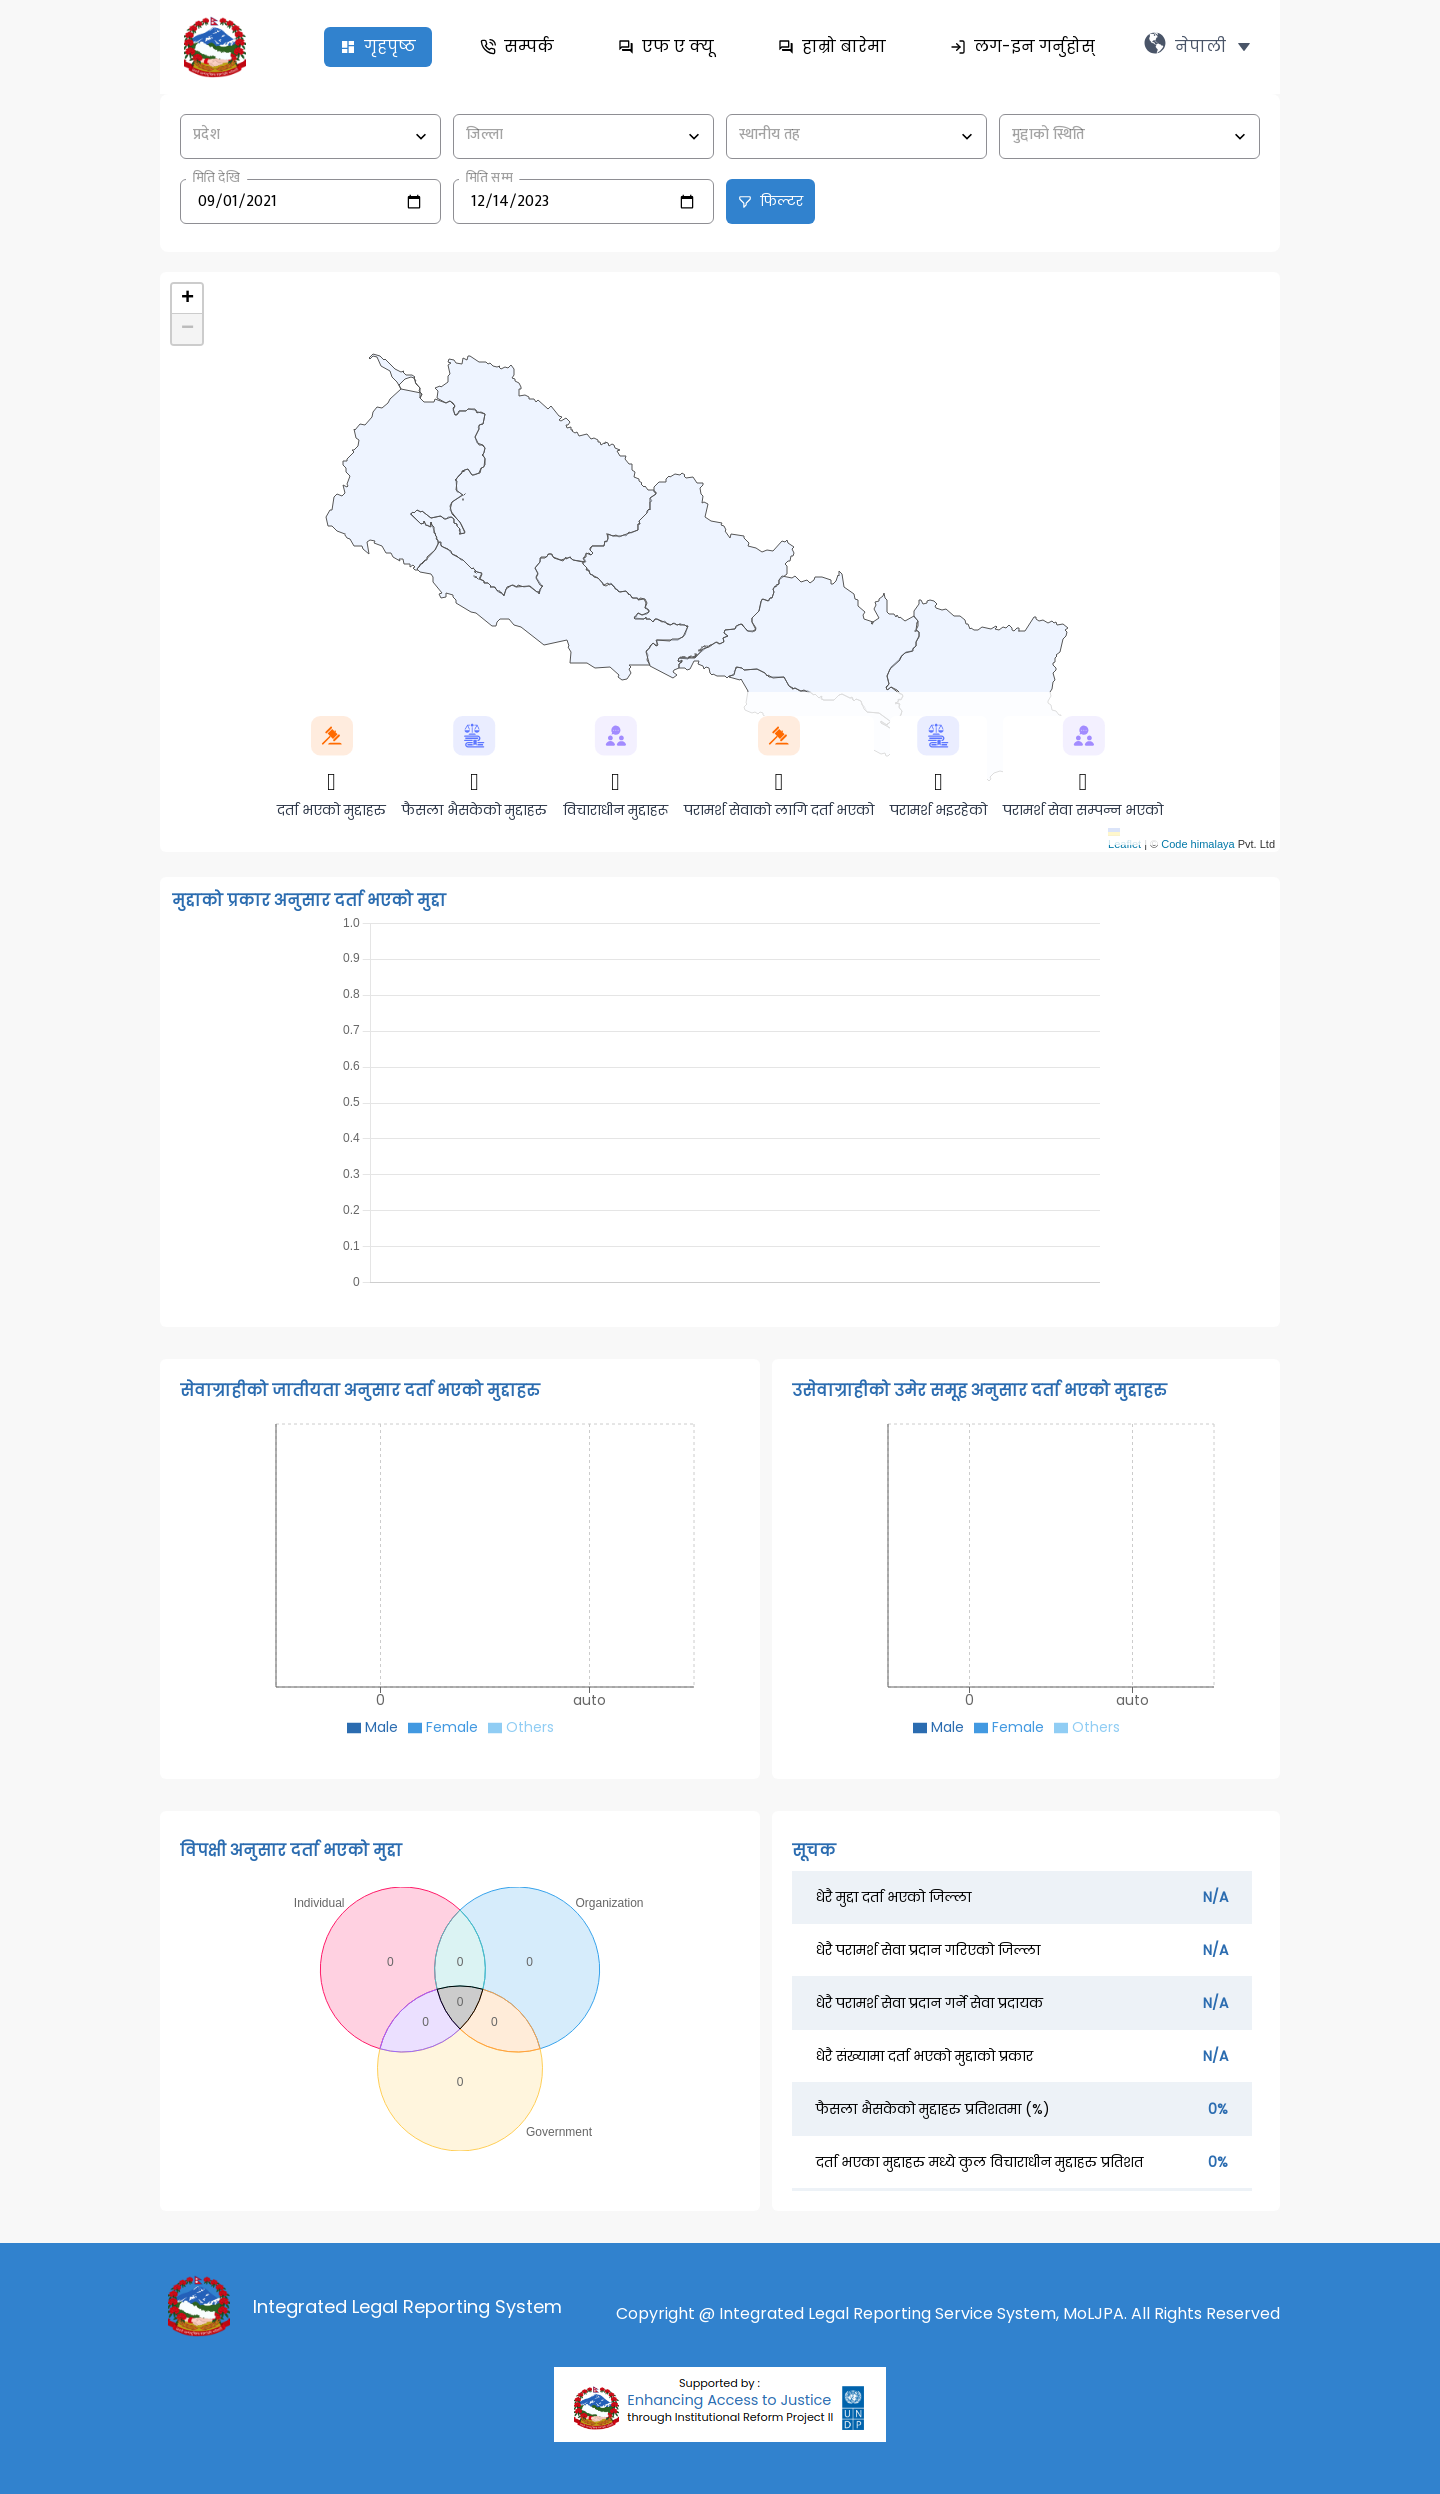 गृहपृष्ठ
सम्पर्क
एफ ए क्यू
हाम्रो बारेमा
लग-इन गर्नुहोस्
नेपाली
प्रदेश
जिल्ला
स्थानीय तह
मुद्दाको स्थिति
मिति देखि
मिति सम्म
09/01/2021
12/14/2023
फिल्टर
+
−
दर्ता भएको मुद्दाहरु
फैसला भैसकेको मुद्दाहरु
विचाराधीन मुद्दाहरू
परामर्श सेवाको लागि दर्ता भएको
परामर्श भइरहेको
परामर्श सेवा सम्पन्न भएको
Leaflet | © Code himalaya Pvt. Ltd
मुद्दाको प्रकार अनुसार दर्ता भएको मुद्दा
1.0
0.9
0.8
0.7
0.6
0.5
0.4
0.3
0.2
0.1
0
सेवाग्राहीको जातीयता अनुसार दर्ता भएको मुद्दाहरु
0 auto
Male Female Others
उसेवाग्राहीको उमेर समूह अनुसार दर्ता भएको मुद्दाहरु
0 auto
Male Female Others
विपक्षी अनुसार दर्ता भएको मुद्दा
Individual
Organization
0 0 0
0
0 0
0
Government
सूचक
धेरै मुद्दा दर्ता भएको जिल्ला N/A
धेरै परामर्श सेवा प्रदान गरिएको जिल्ला N/A
धेरै परामर्श सेवा प्रदान गर्ने सेवा प्रदायक N/A
धेरै संख्यामा दर्ता भएको मुद्दाको प्रकार N/A
फैसला भैसकेको मुद्दाहरु प्रतिशतमा (%) 0%
दर्ता भएका मुद्दाहरु मध्ये कुल विचाराधीन मुद्दाहरु प्रतिशत 0%
Integrated Legal Reporting System
Copyright @ Integrated Legal Reporting Service System, MoLJPA. All Rights Reserved
Supported by :
Enhancing Access to Justice
through Institutional Reform Project II
U N
D P